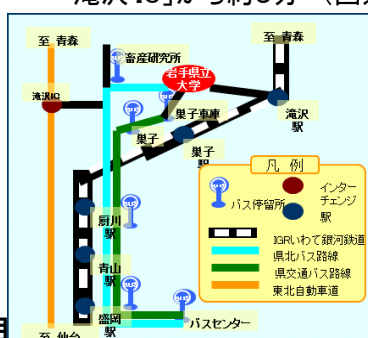 滝沢IC」から約5分
至 青森
至 青森
畜産研究所
岩手県立
大学
滝沢IC
巣子車庫
滝沢
駅
巣子
巣子
駅
凡 例
バス停留所
インター
チェンジ
駅
厨川
駅
IGRいわて銀河鉄道
県北バス路線
青山
駅
県交通バス路線
東北自動車道
盛岡
駅
バスセンター
至 仙台